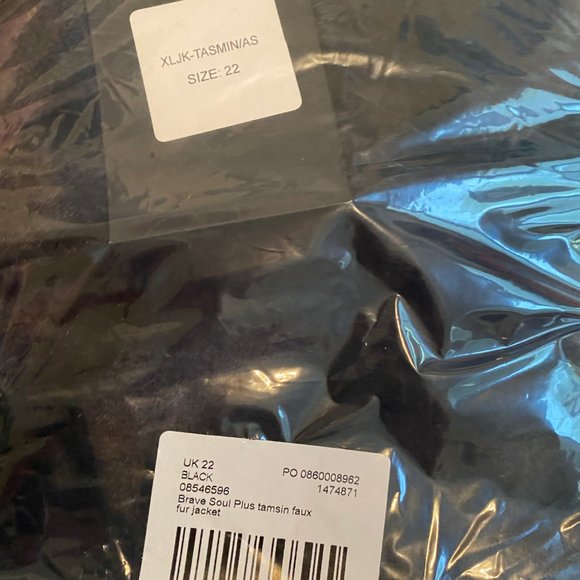 XLJK-TASMIN/AS
SIZE: 22
UK 22
BLACK
PO 0860008962
08546596
1474871
Brave Soul Plus tamsin faux
fur jacket